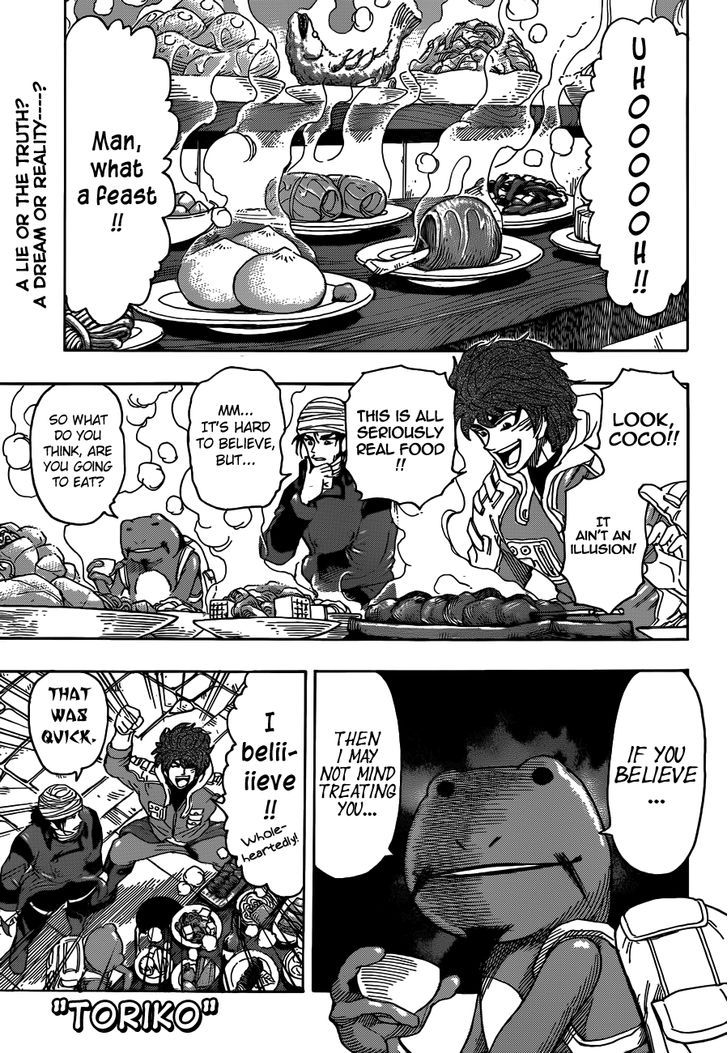 UHOOOOOH!!
Man,
what
a feast
!!
A LIE OR THE TRUTH?
A DREAM OR REALITY----?
LOOK,
COCO!!
IT
AIN'T AN
ILLUSION!
THIS IS ALL
SERIOUSLY
REAL FOOD
!!
MM...
IT'S HARD
TO BELIEVE,
BUT...
SO WHAT
DO YOU
THINK, ARE
YOU GOING
TO EAT?
IF YOU
BELIEVE
...
THEN
I MAY
NOT MIND
TREATING
YOU...
I
belii-
iieve
!!
Whole-
heartedly!
THAT
WAS
QUICK.
"TORIKO"